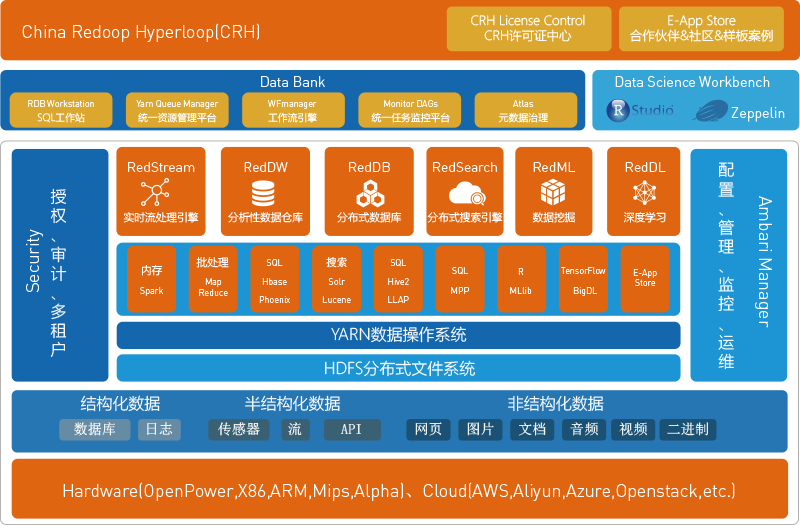 China Redoop Hyperloop(CRH)
CRH License Control
CRH许可证中心
E-App Store
合作伙伴&社区&样板案例
Data Bank
RDB Workstation
SQL工作站
Yarn Queue Manager
统一资源管理平台
WFmanager
工作流引擎
Monitor DAGs
统一任务监控平台
Atlas
元数据治理
Data Science Workbench
R Studio
Zeppelin
Security
授权、审计、多租户
RedStream
实时流处理引擎
RedDW
分析性数据仓库
RedDB
分布式数据库
RedSearch
分布式搜索引擎
RedML
数据挖掘
RedDL
深度学习
内存
Spark
批处理
Map
Reduce
SQL
Hbase
Phoenix
搜索
Solr
Lucene
SQL
Hive2
LLAP
SQL
MPP
R
MLlib
TensorFlow
BigDL
E-App
Store
YARN数据操作系统
HDFS分布式文件系统
配置、管理、监控、运维
Ambari Manager
结构化数据
数据库
日志
半结构化数据
传感器
流
API
非结构化数据
网页
图片
文档
音频
视频
二进制
Hardware(OpenPower,X86,ARM,Mips,Alpha)、Cloud(AWS,Aliyun,Azure,Openstack,etc.)